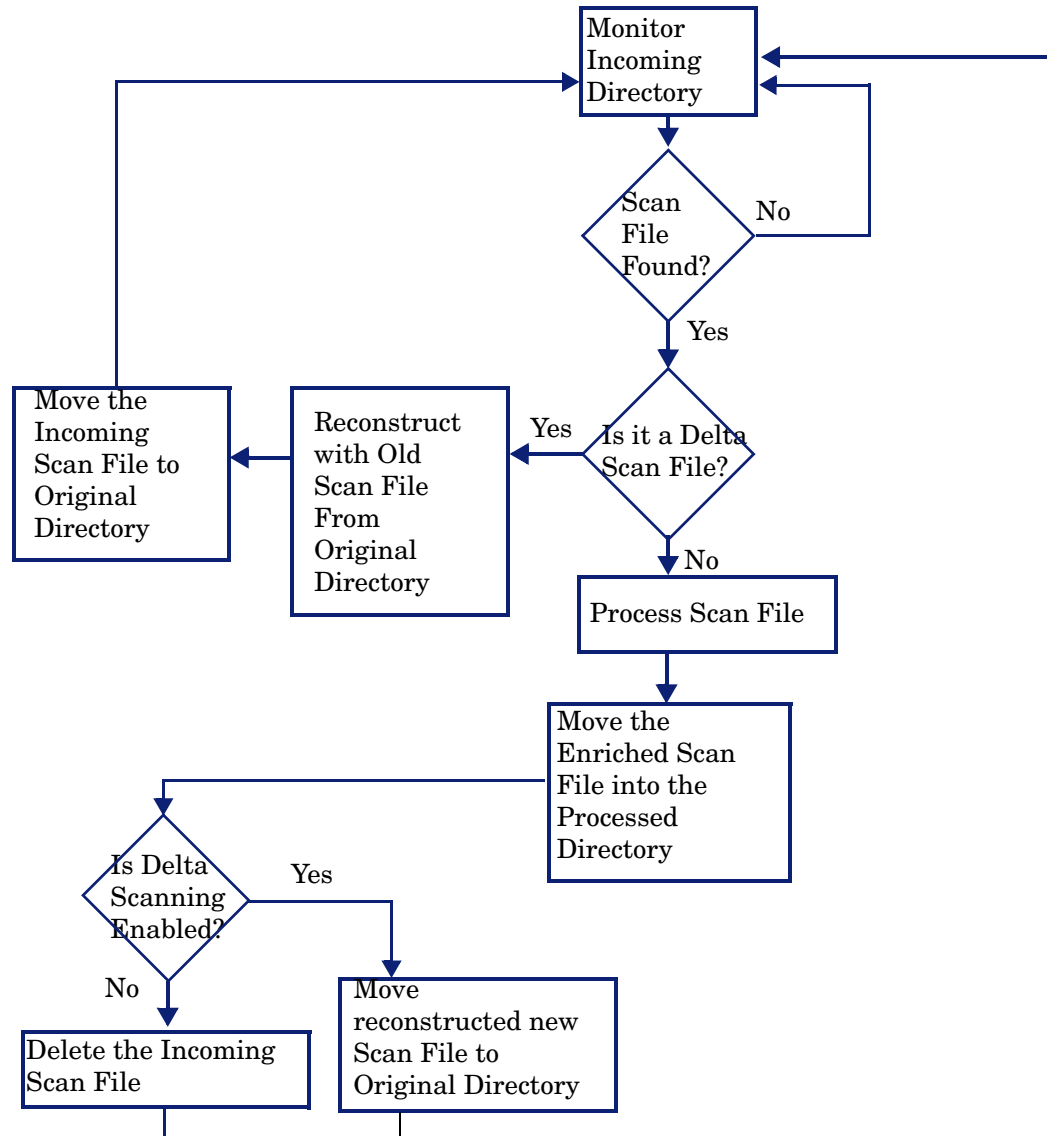 Monitor
Incoming
Directory
Scan
File
Found?
No
Yes
Is it a Delta
Scan File?
Yes
Reconstruct
with Old
Scan File
From
Original
Directory
Move the
Incoming
Scan File to
Original
Directory
No
Process Scan File
Move the
Enriched Scan
File into the
Processed
Directory
Is Delta
Scanning
Enabled?
Yes
No
Move
reconstructed new
Scan File to
Original Directory
Delete the Incoming
Scan File